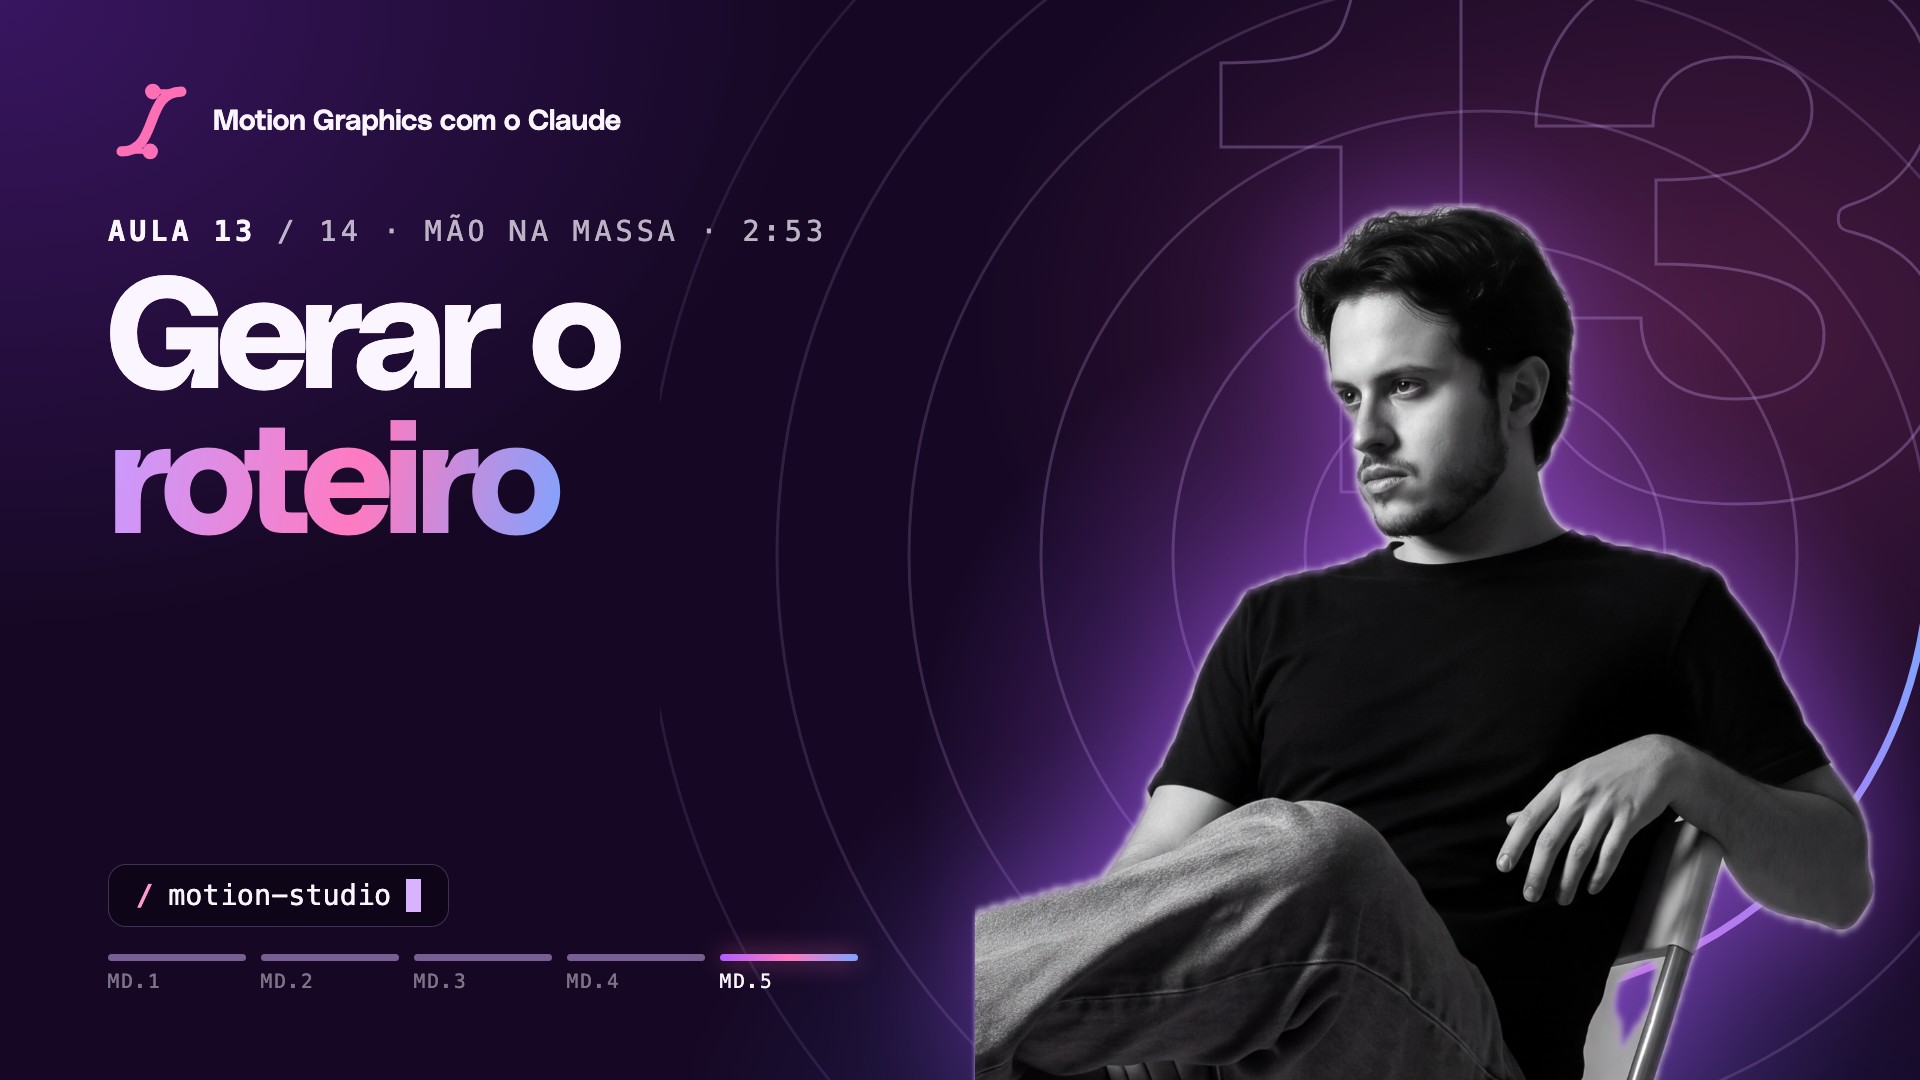 Motion Graphics com o Claude
AULA 13 / 14 · MÃO NA MASSA · 2:53
Gerar o
roteiro
13
/ motion-studio
MD.1 MD.2 MD.3 MD.4 MD.5